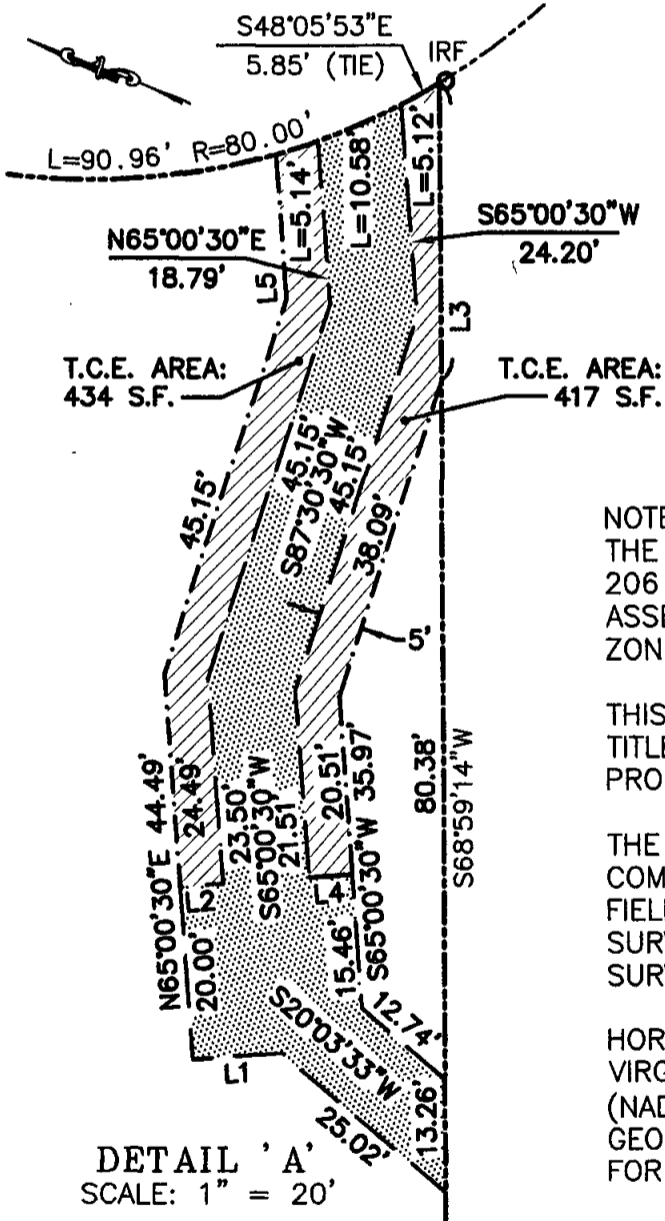 S48°05'53"E
5.85' (TIE)
IRF
L=90.96' R=80.00'
L=5.14'
L=10.58'
L=5.12'
N65°00'30"E
18.79'
S65°00'30"W
24.20'
L5
L3
T.C.E. AREA:
434 S.F.
T.C.E. AREA:
417 S.F.
45.15'
45.15'
S87°30'30"W
45.15'
38.09'
5'
NOTE
THE
206
ASSE
ZON
THIS
TITLE
PRO
THE
COM
FIEL
SUR
SUR
HOR
VIRG
(NAD
GEO
FOR
80.38'
S68°59'14"W
N65°00'30"E 44.49'
24.49'
23.50'
S65°00'30"W
21.51'
20.51'
S65°00'30"W 35.97'
L2
L4
20.00'
15.46'
12.74'
S20°03'33"W
13.26'
L1
25.02'
DETAIL 'A'
SCALE: 1" = 20'